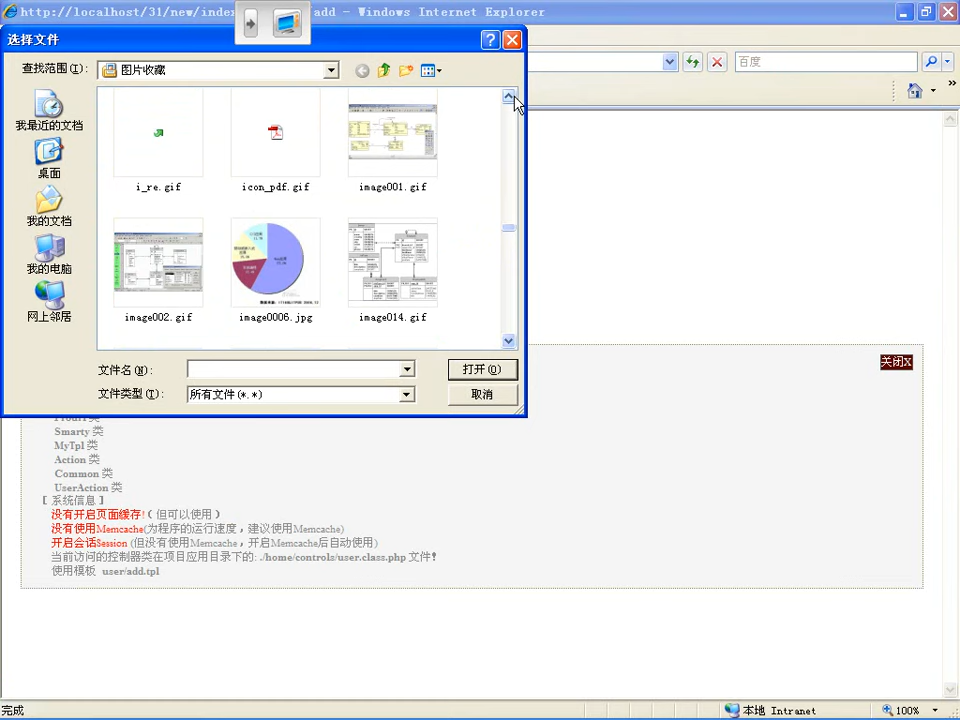 http://localhost/31/new/inde
add - Windows Internet Explorer
选择文件
查找范围(I):
图片收藏
百度
我最近的文档
桌面
我的文档
我的电脑
网上邻居
i_re.gif
icon_pdf.gif
image001.gif
image002.gif
image0006.jpg
image014.gif
文件名(N):
打开(O)
文件类型(T):
所有文件(*.*)
取消
关闭X
Smarty 类
MyTpl 类
Action 类
Common 类
UserAction 类
[ 系统信息 ]
没有开启页面缓存!( 但可以使用 )
没有使用Memcache(为程序的运行速度，建议使用Memcache)
开启会话Session (但没有使用Memcache，开启Memcache后自动使用)
当前访问的控制器类在项目应用目录下的: ./home/controls/user.class.php 文件!
使用模板 user/add.tpl
完成
本地 Intranet
100%